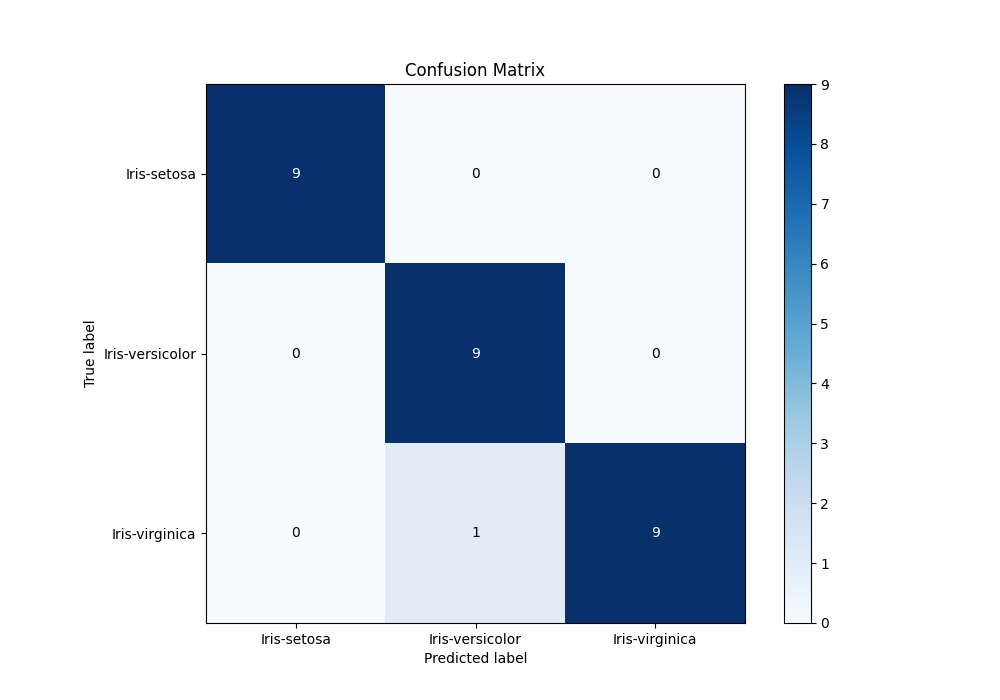 Confusion Matrix
True label
Iris-setosa
9 0 0
Iris-versicolor
0 9 0
Iris-virginica
0 1 9
Iris-setosa Iris-versicolor Iris-virginica
Predicted label
9
8
7
6
5
4
3
2
1
0